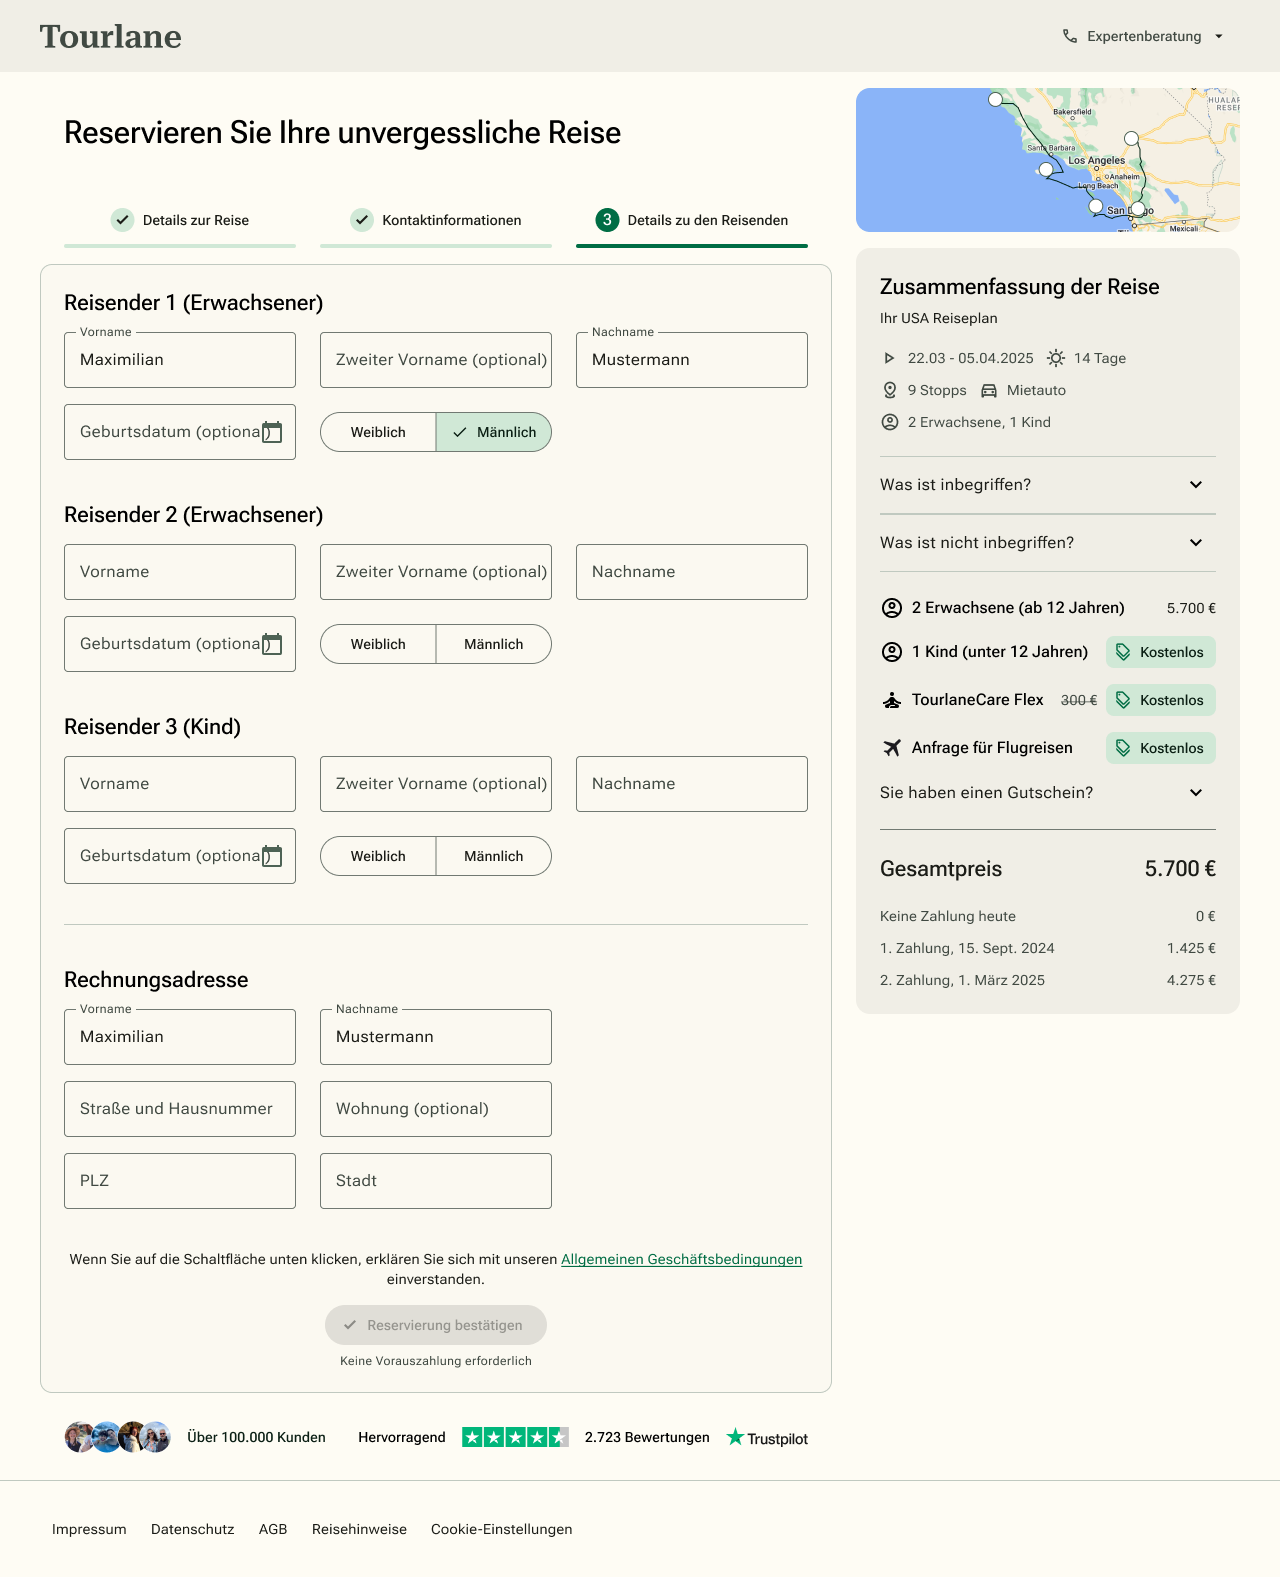 Tourlane
Expertenberatung
Reservieren Sie Ihre unvergessliche Reise
Details zur Reise
Kontaktinformationen
3 Details zu den Reisenden
Reisender 1 (Erwachsener)
Vorname
Maximilian
Zweiter Vorname (optional)
Nachname
Mustermann
Geburtsdatum (optional)
Weiblich
Männlich
Reisender 2 (Erwachsener)
Vorname
Zweiter Vorname (optional)
Nachname
Geburtsdatum (optional)
Weiblich
Männlich
Reisender 3 (Kind)
Vorname
Zweiter Vorname (optional)
Nachname
Geburtsdatum (optional)
Weiblich
Männlich
Rechnungsadresse
Vorname
Maximilian
Nachname
Mustermann
Straße und Hausnummer
Wohnung (optional)
PLZ
Stadt
Wenn Sie auf die Schaltfläche unten klicken, erklären Sie sich mit unseren Allgemeinen Geschäftsbedingungen
einverstanden.
Reservierung bestätigen
Keine Vorauszahlung erforderlich
Über 100.000 Kunden
Hervorragend
2.723 Bewertungen
Trustpilot
Bakersfield
Santa Barbara
Los Angeles
Anaheim
Long Beach
Mexicali
Zusammenfassung der Reise
Ihr USA Reiseplan
22.03 - 05.04.2025
14 Tage
9 Stopps
Mietauto
2 Erwachsene, 1 Kind
Was ist inbegriffen?
Was ist nicht inbegriffen?
2 Erwachsene (ab 12 Jahren) 5.700 €
1 Kind (unter 12 Jahren) Kostenlos
TourlaneCare Flex 300 € Kostenlos
Anfrage für Flugreisen Kostenlos
Sie haben einen Gutschein?
Gesamtpreis 5.700 €
Keine Zahlung heute 0 €
1. Zahlung, 15. Sept. 2024 1.425 €
2. Zahlung, 1. März 2025 4.275 €
Impressum
Datenschutz
AGB
Reisehinweise
Cookie-Einstellungen